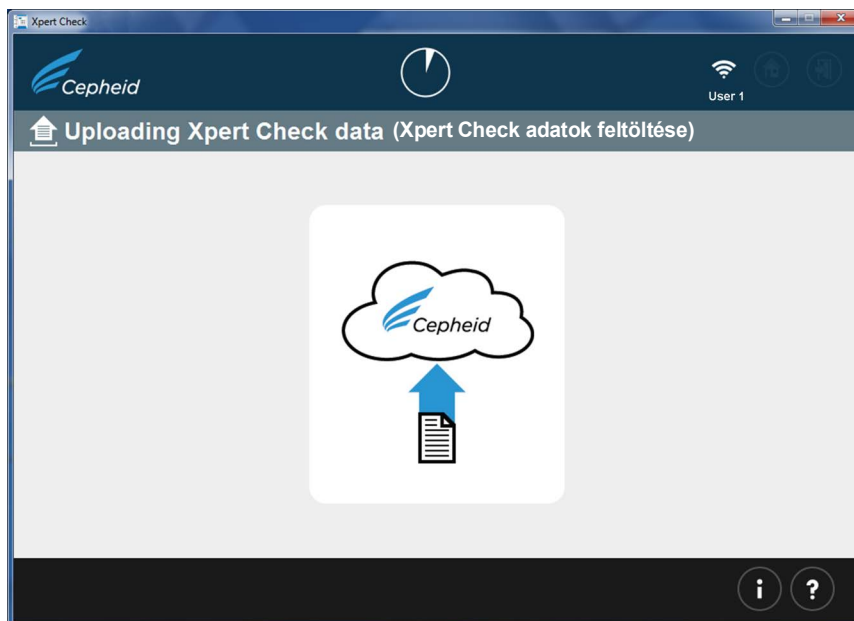 Xpert Check
Cepheid
User 1
Uploading Xpert Check data (Xpert Check adatok feltöltése)
Cepheid
i ?